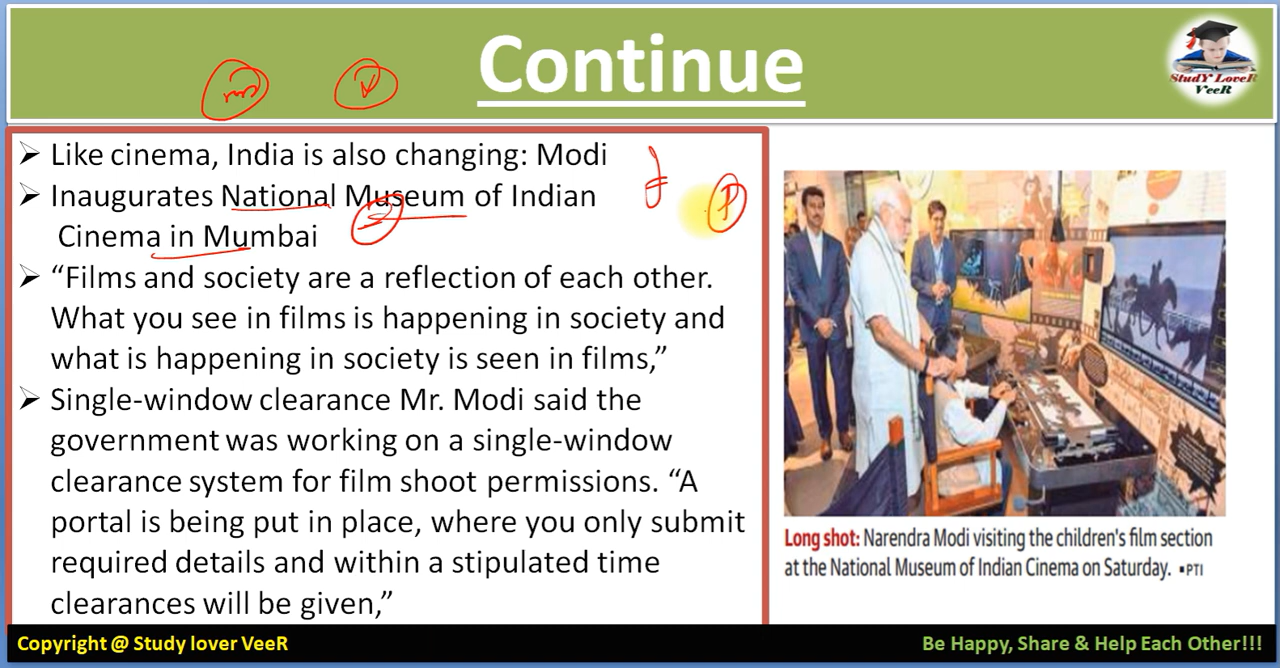 Continue
StudY LoveR
VeeR
➢ Like cinema, India is also changing: Modi
➢ Inaugurates National Museum of Indian
Cinema in Mumbai
➢ “Films and society are a reflection of each other.
What you see in films is happening in society and
what is happening in society is seen in films,”
➢ Single-window clearance Mr. Modi said the
government was working on a single-window
clearance system for film shoot permissions. “A
portal is being put in place, where you only submit
required details and within a stipulated time
clearances will be given,”
Long shot: Narendra Modi visiting the children's film section
at the National Museum of Indian Cinema on Saturday. ▪PTI
Copyright @ Study lover VeeR
Be Happy, Share & Help Each Other!!!